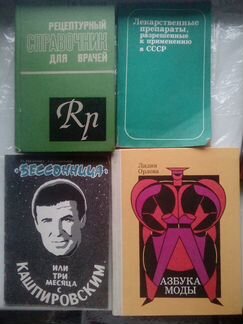 РЕЦЕПТУРНЫЙ
СПРАВОЧНИК
ДЛЯ ВРАЧЕЙ
Rp
Лекарственные
препараты,
разрешенные
к применению
в СССР
"БЕССОННИЦА"
ИЛИ ТРИ
МЕСЯЦА
С
КАШПИРОВСКИМ
Лидия
Орлова
АЗБУКА
МОДЫ